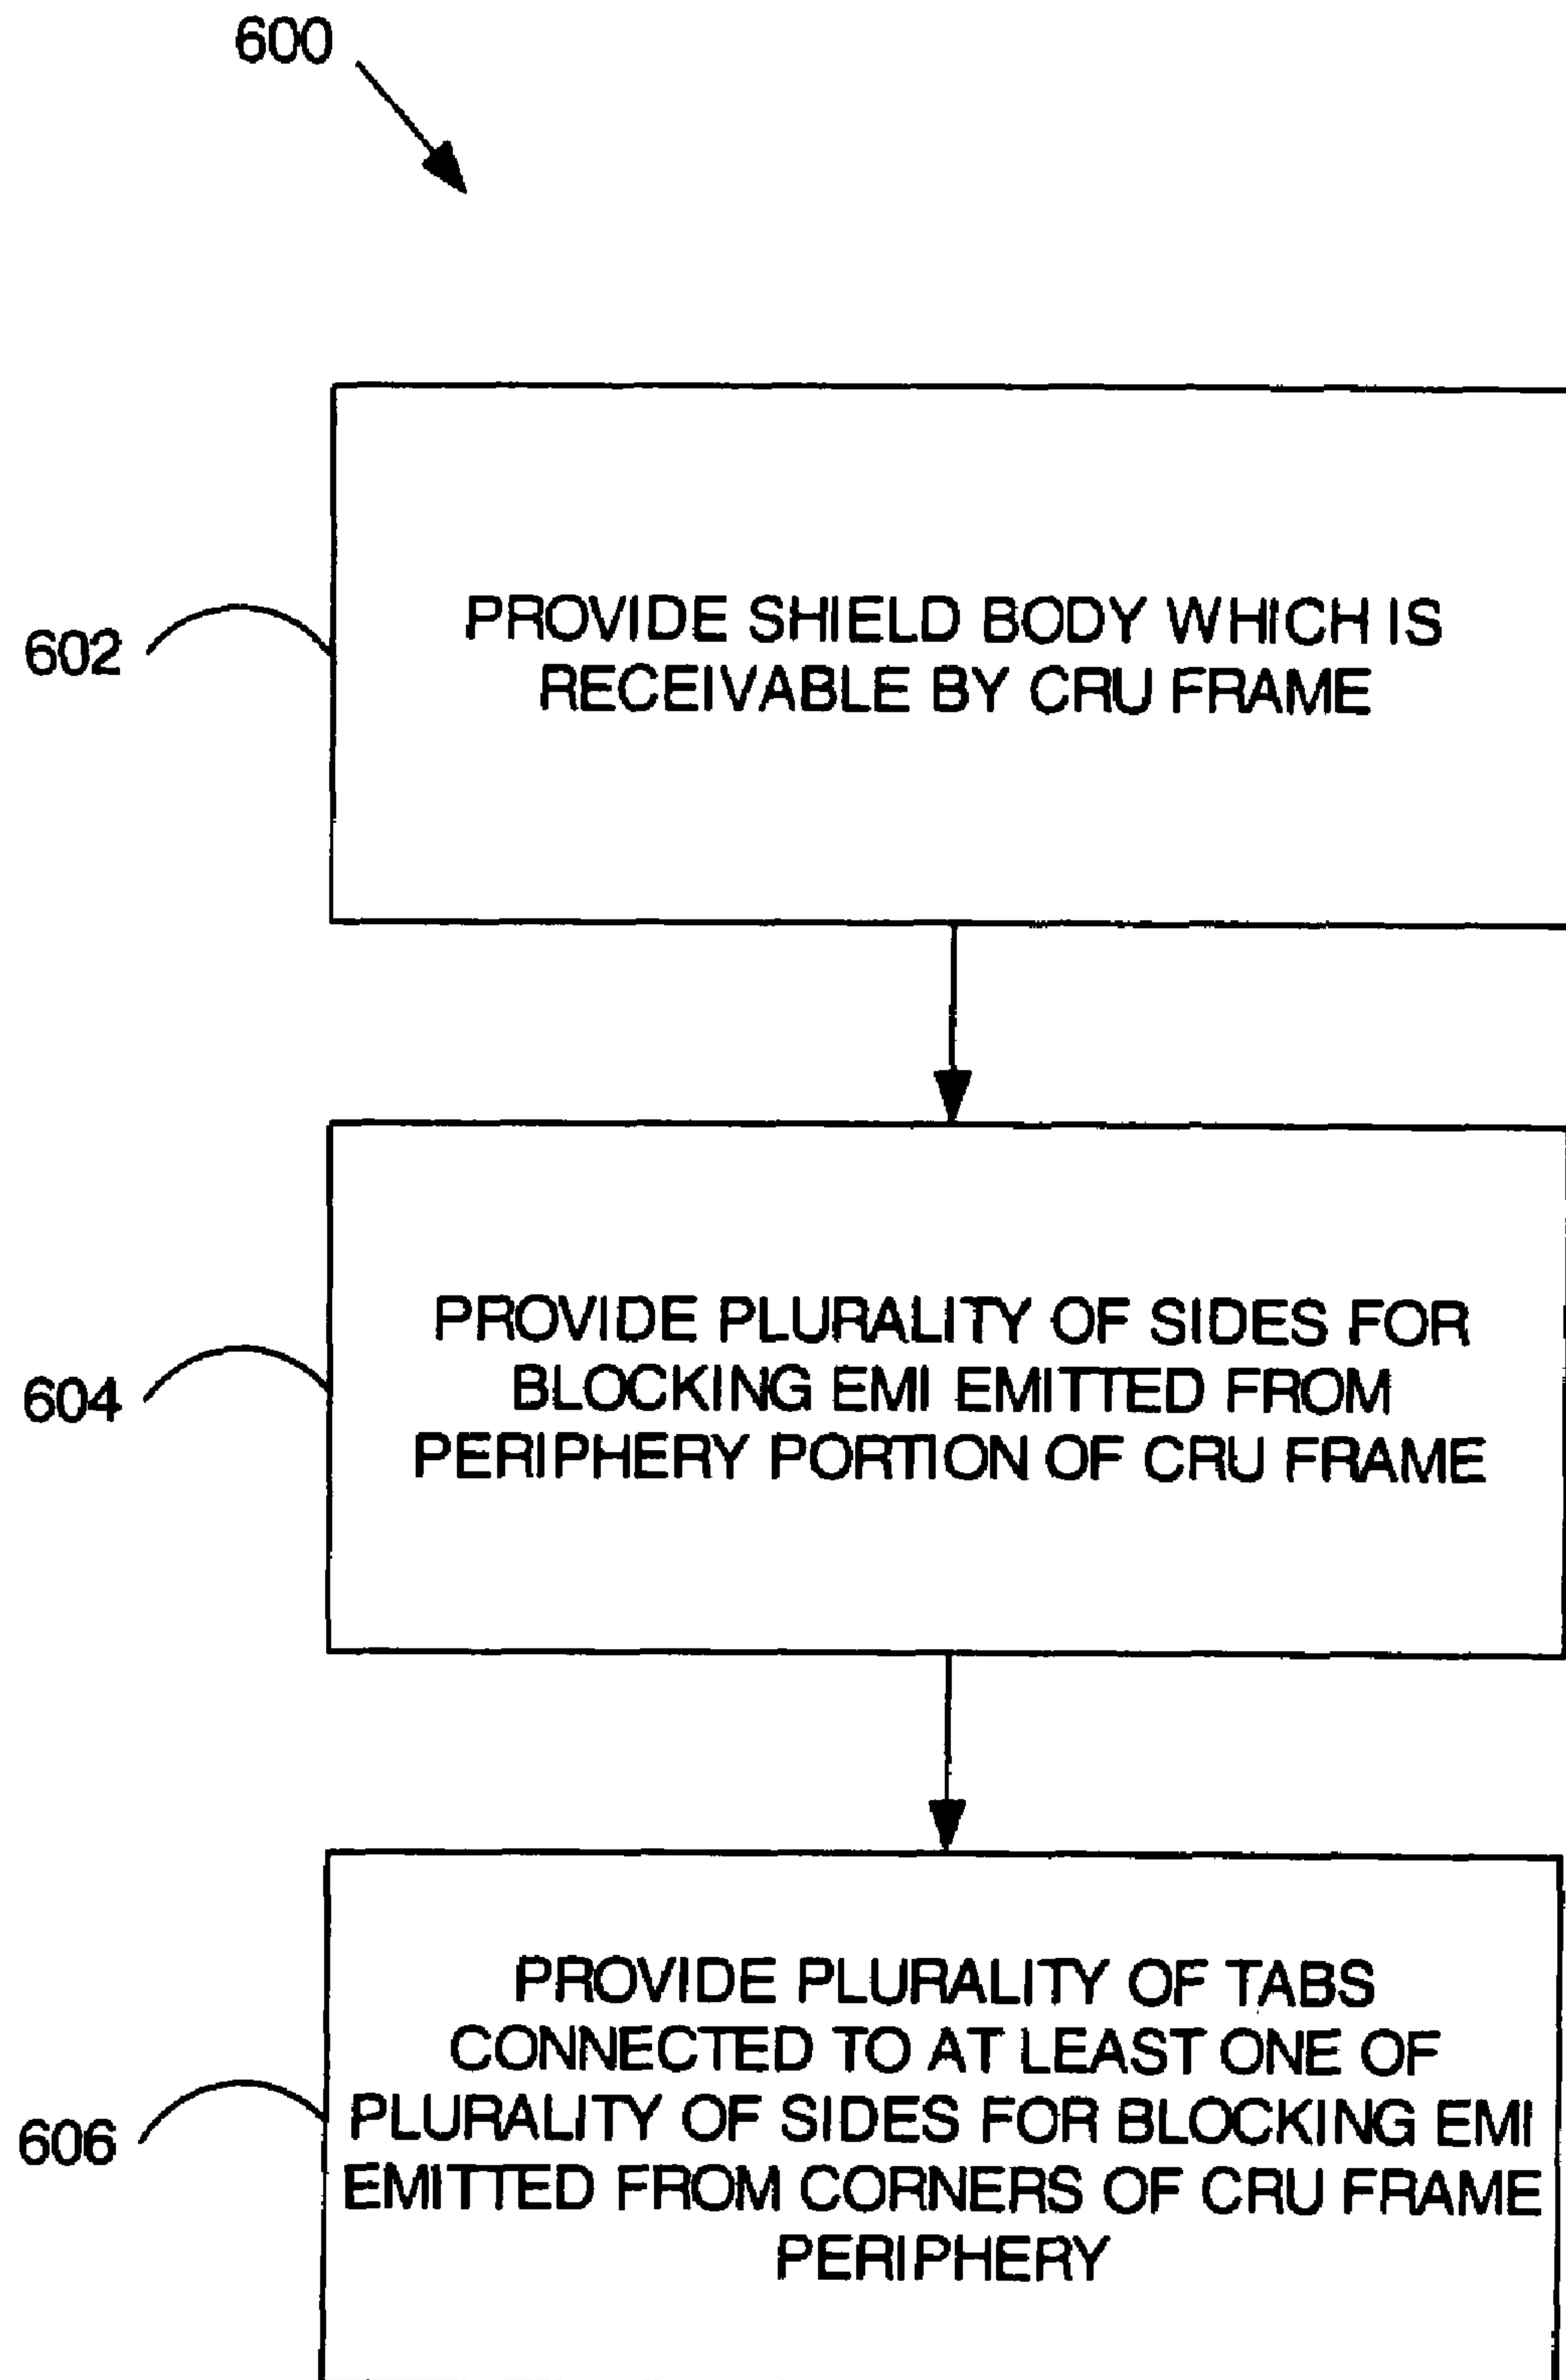 600
602
PROVIDE SHIELD BODY WHICH IS
RECEIVABLE BY CRU FRAME
604
PROVIDE PLURALITY OF SIDES FOR
BLOCKING EMI EMITTED FROM
PERIPHERY PORTION OF CRU FRAME
606
PROVIDE PLURALITY OF TABS
CONNECTED TO AT LEAST ONE OF
PLURALITY OF SIDES FOR BLOCKING EMI
EMITTED FROM CORNERS OF CRU FRAME
PERIPHERY